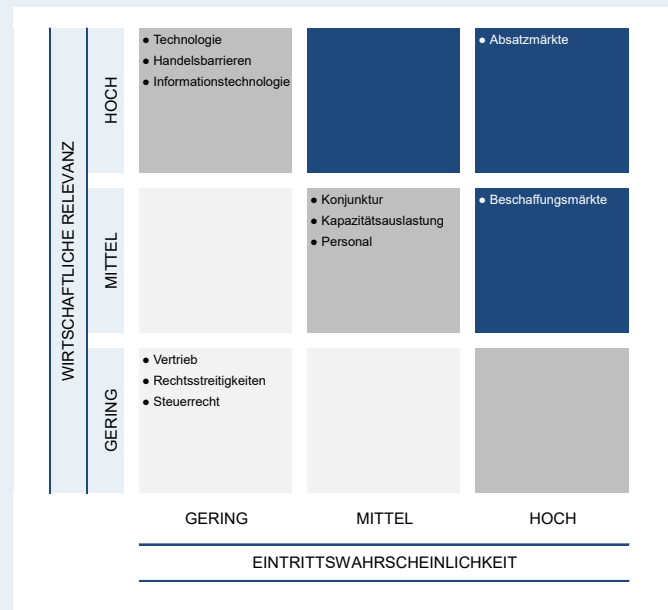 WIRTSCHAFTLICHE RELEVANZ
HOCH
● Technologie
● Handelsbarrieren
● Informationstechnologie
● Absatzmärkte
MITTEL
● Konjunktur
● Kapazitätsauslastung
● Personal
● Beschaffungsmärkte
GERING
● Vertrieb
● Rechtsstreitigkeiten
● Steuerrecht
GERING
MITTEL
HOCH
EINTRITTSWAHRSCHEINLICHKEIT